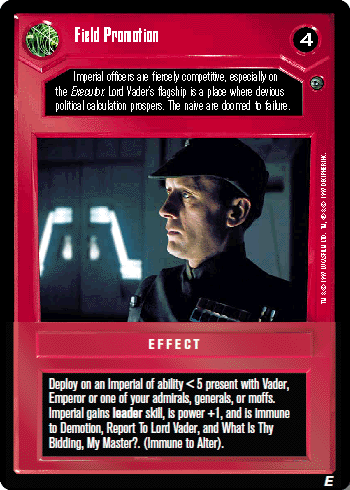 Field Promotion
4
Imperial officers are fiercely competitive, especially on
the Executor. Lord Vader's flagship is a place where devious
political calculation prospers. The naive are doomed to failure.
EFFECT
Deploy on an Imperial of ability < 5 present with Vader,
Emperor or one of your admirals, generals, or moffs.
Imperial gains leader skill, is power +1, and is immune
to Demotion, Report To Lord Vader, and What Is Thy
Bidding, My Master?. (Immune to Alter).
E